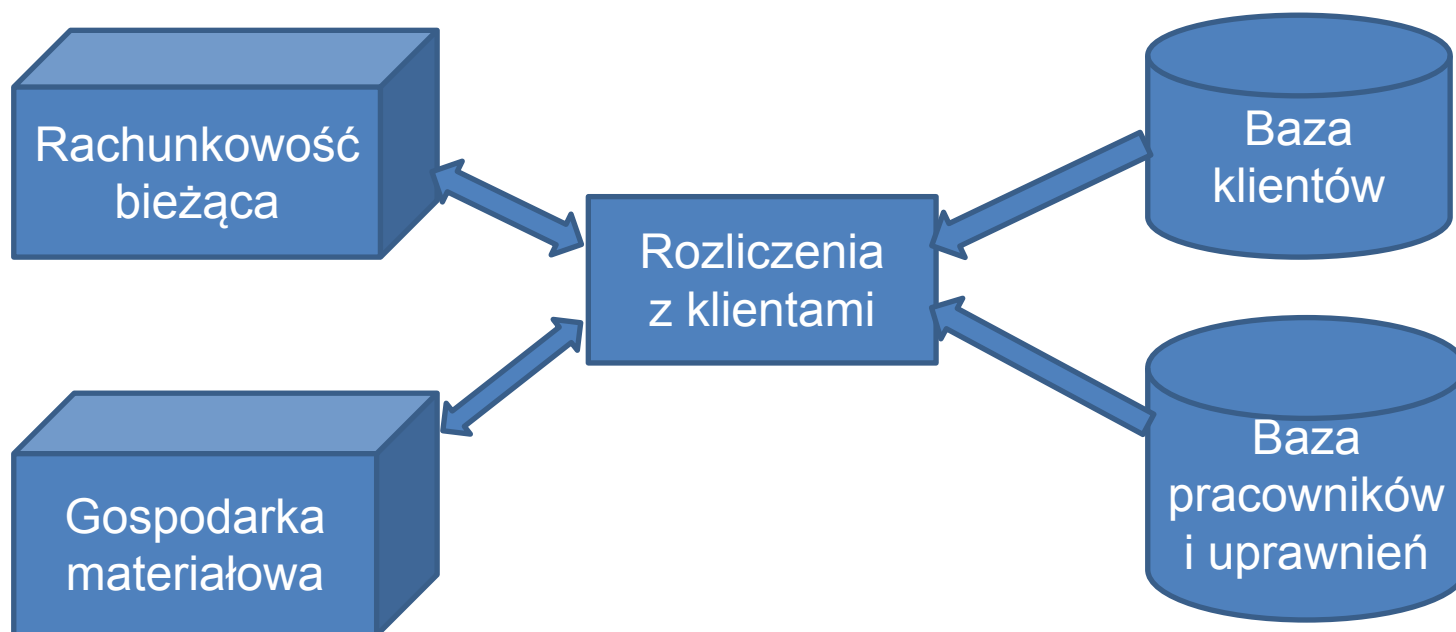 Rachunkowość
bieżąca
Gospodarka
materiałowa
Rozliczenia
z klientami
Baza
klientów
Baza
pracowników
i uprawnień